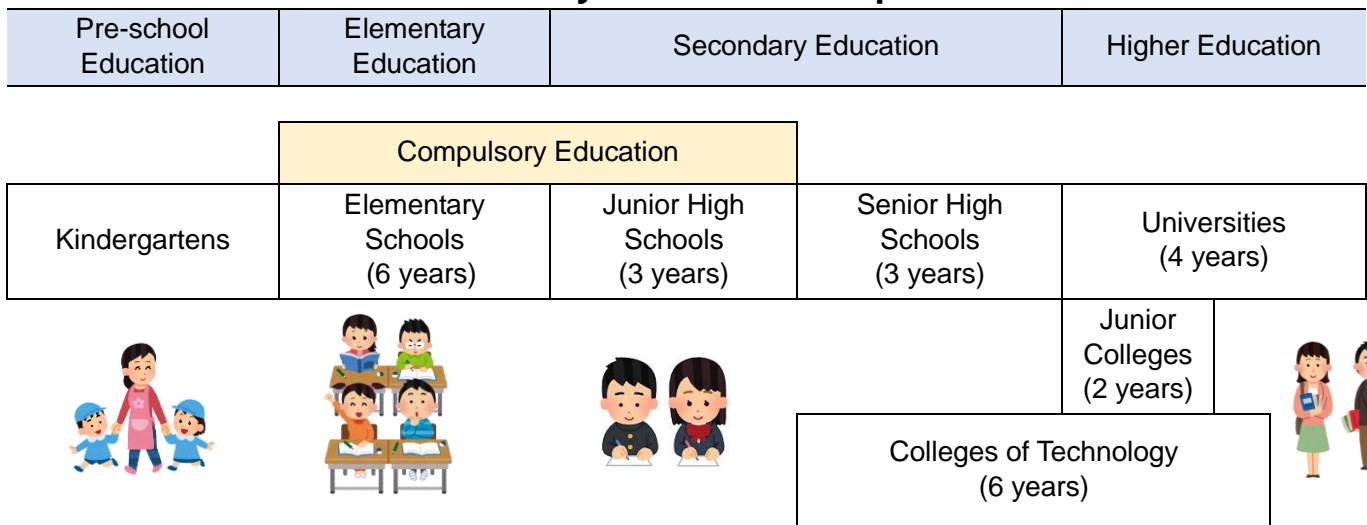 Pre-school
Education
Elementary
Education
Secondary Education
Higher Education
Compulsory Education
Kindergartens
Elementary
Schools
(6 years)
Junior High
Schools
(3 years)
Senior High
Schools
(3 years)
Universities
(4 years)
Junior
Colleges
(2 years)
Colleges of Technology
(6 years)